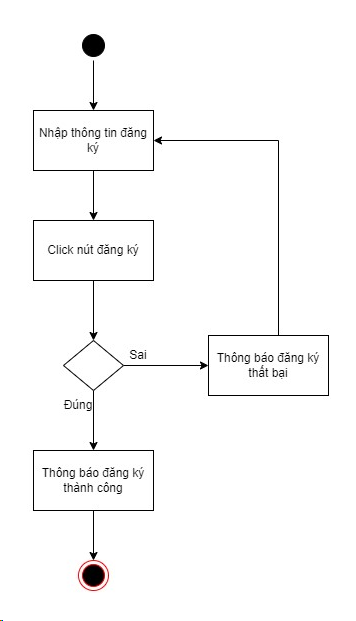 Nhập thông tin đăng
ký
Click nút đăng ký
Sai
Thông báo đăng ký
thất bại
Đúng
Thông báo đăng ký
thành công